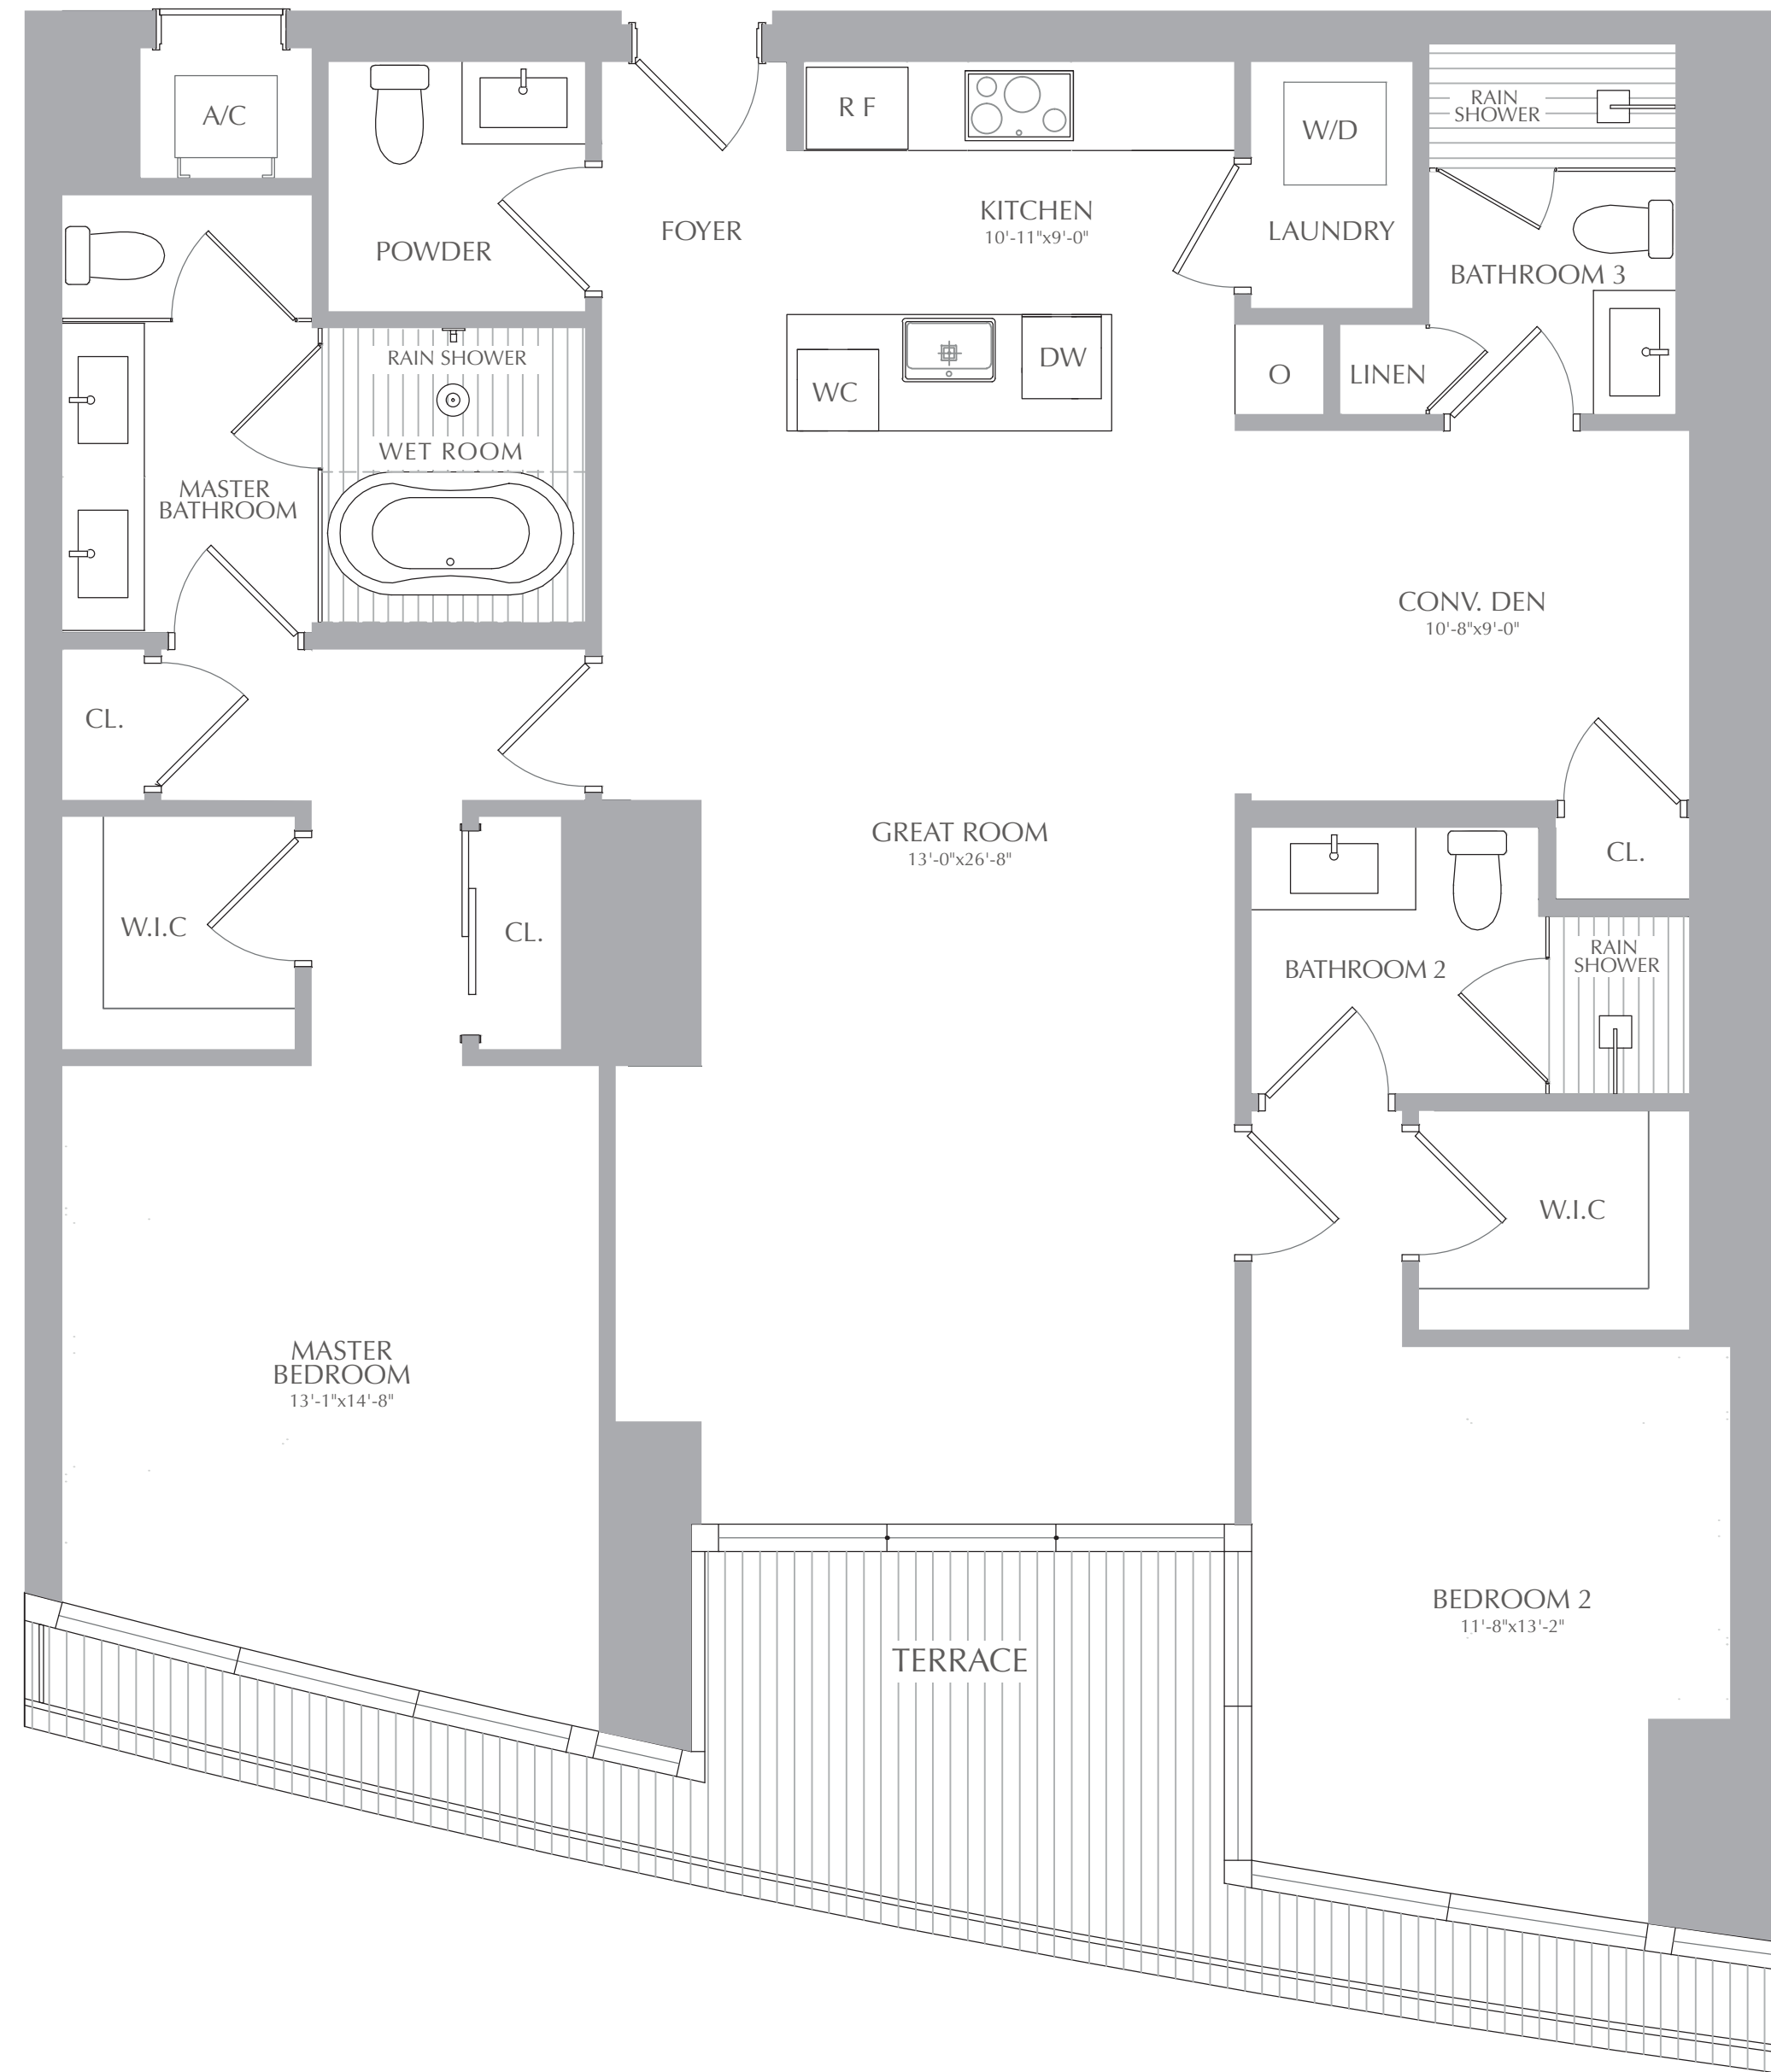 A/C
R F
W/D
RAIN
SHOWER
POWDER
FOYER
KITCHEN
10'-11"x9'-0"
LAUNDRY
BATHROOM 3
RAIN SHOWER
WC
DW
O
LINEN
WET ROOM
MASTER
BATHROOM
CONV. DEN
10'-8"x9'-0"
CL.
GREAT ROOM
13'-0"x26'-8"
CL.
W.I.C
CL.
BATHROOM 2
RAIN
SHOWER
W.I.C
MASTER
BEDROOM
13'-1"x14'-8"
BEDROOM 2
11'-8"x13'-2"
TERRACE